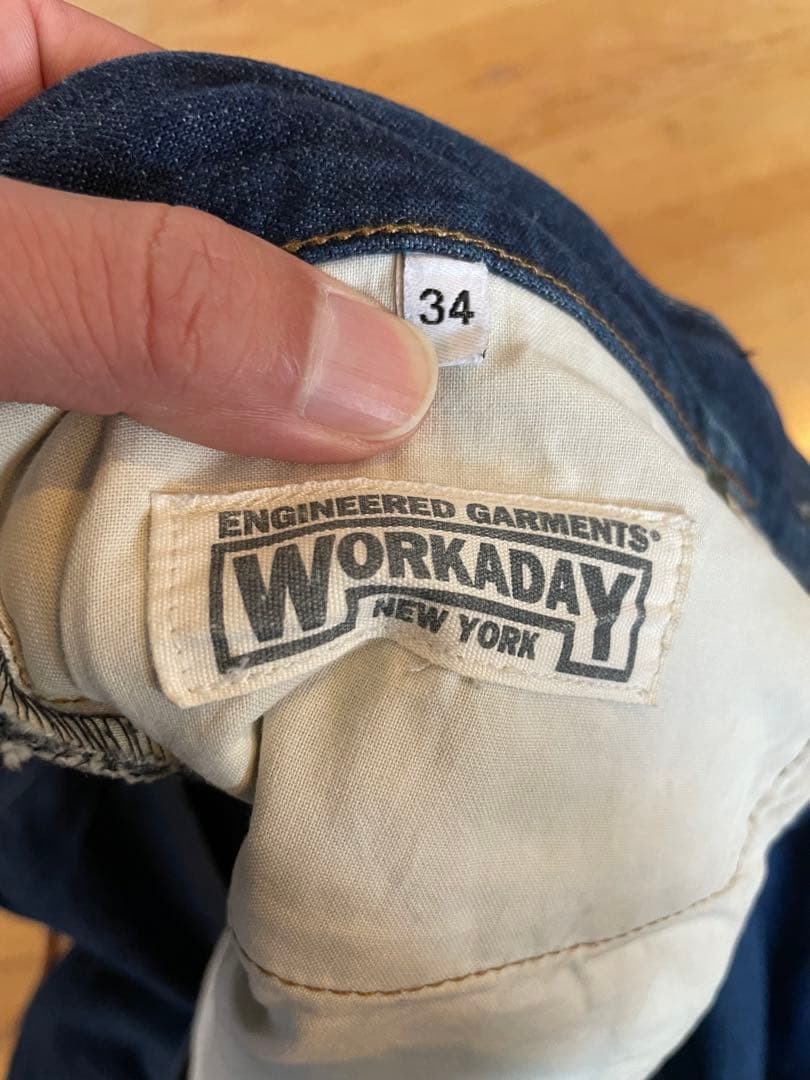 34
ENGINEERED GARMENTS®
WORKADAY
NEW YORK